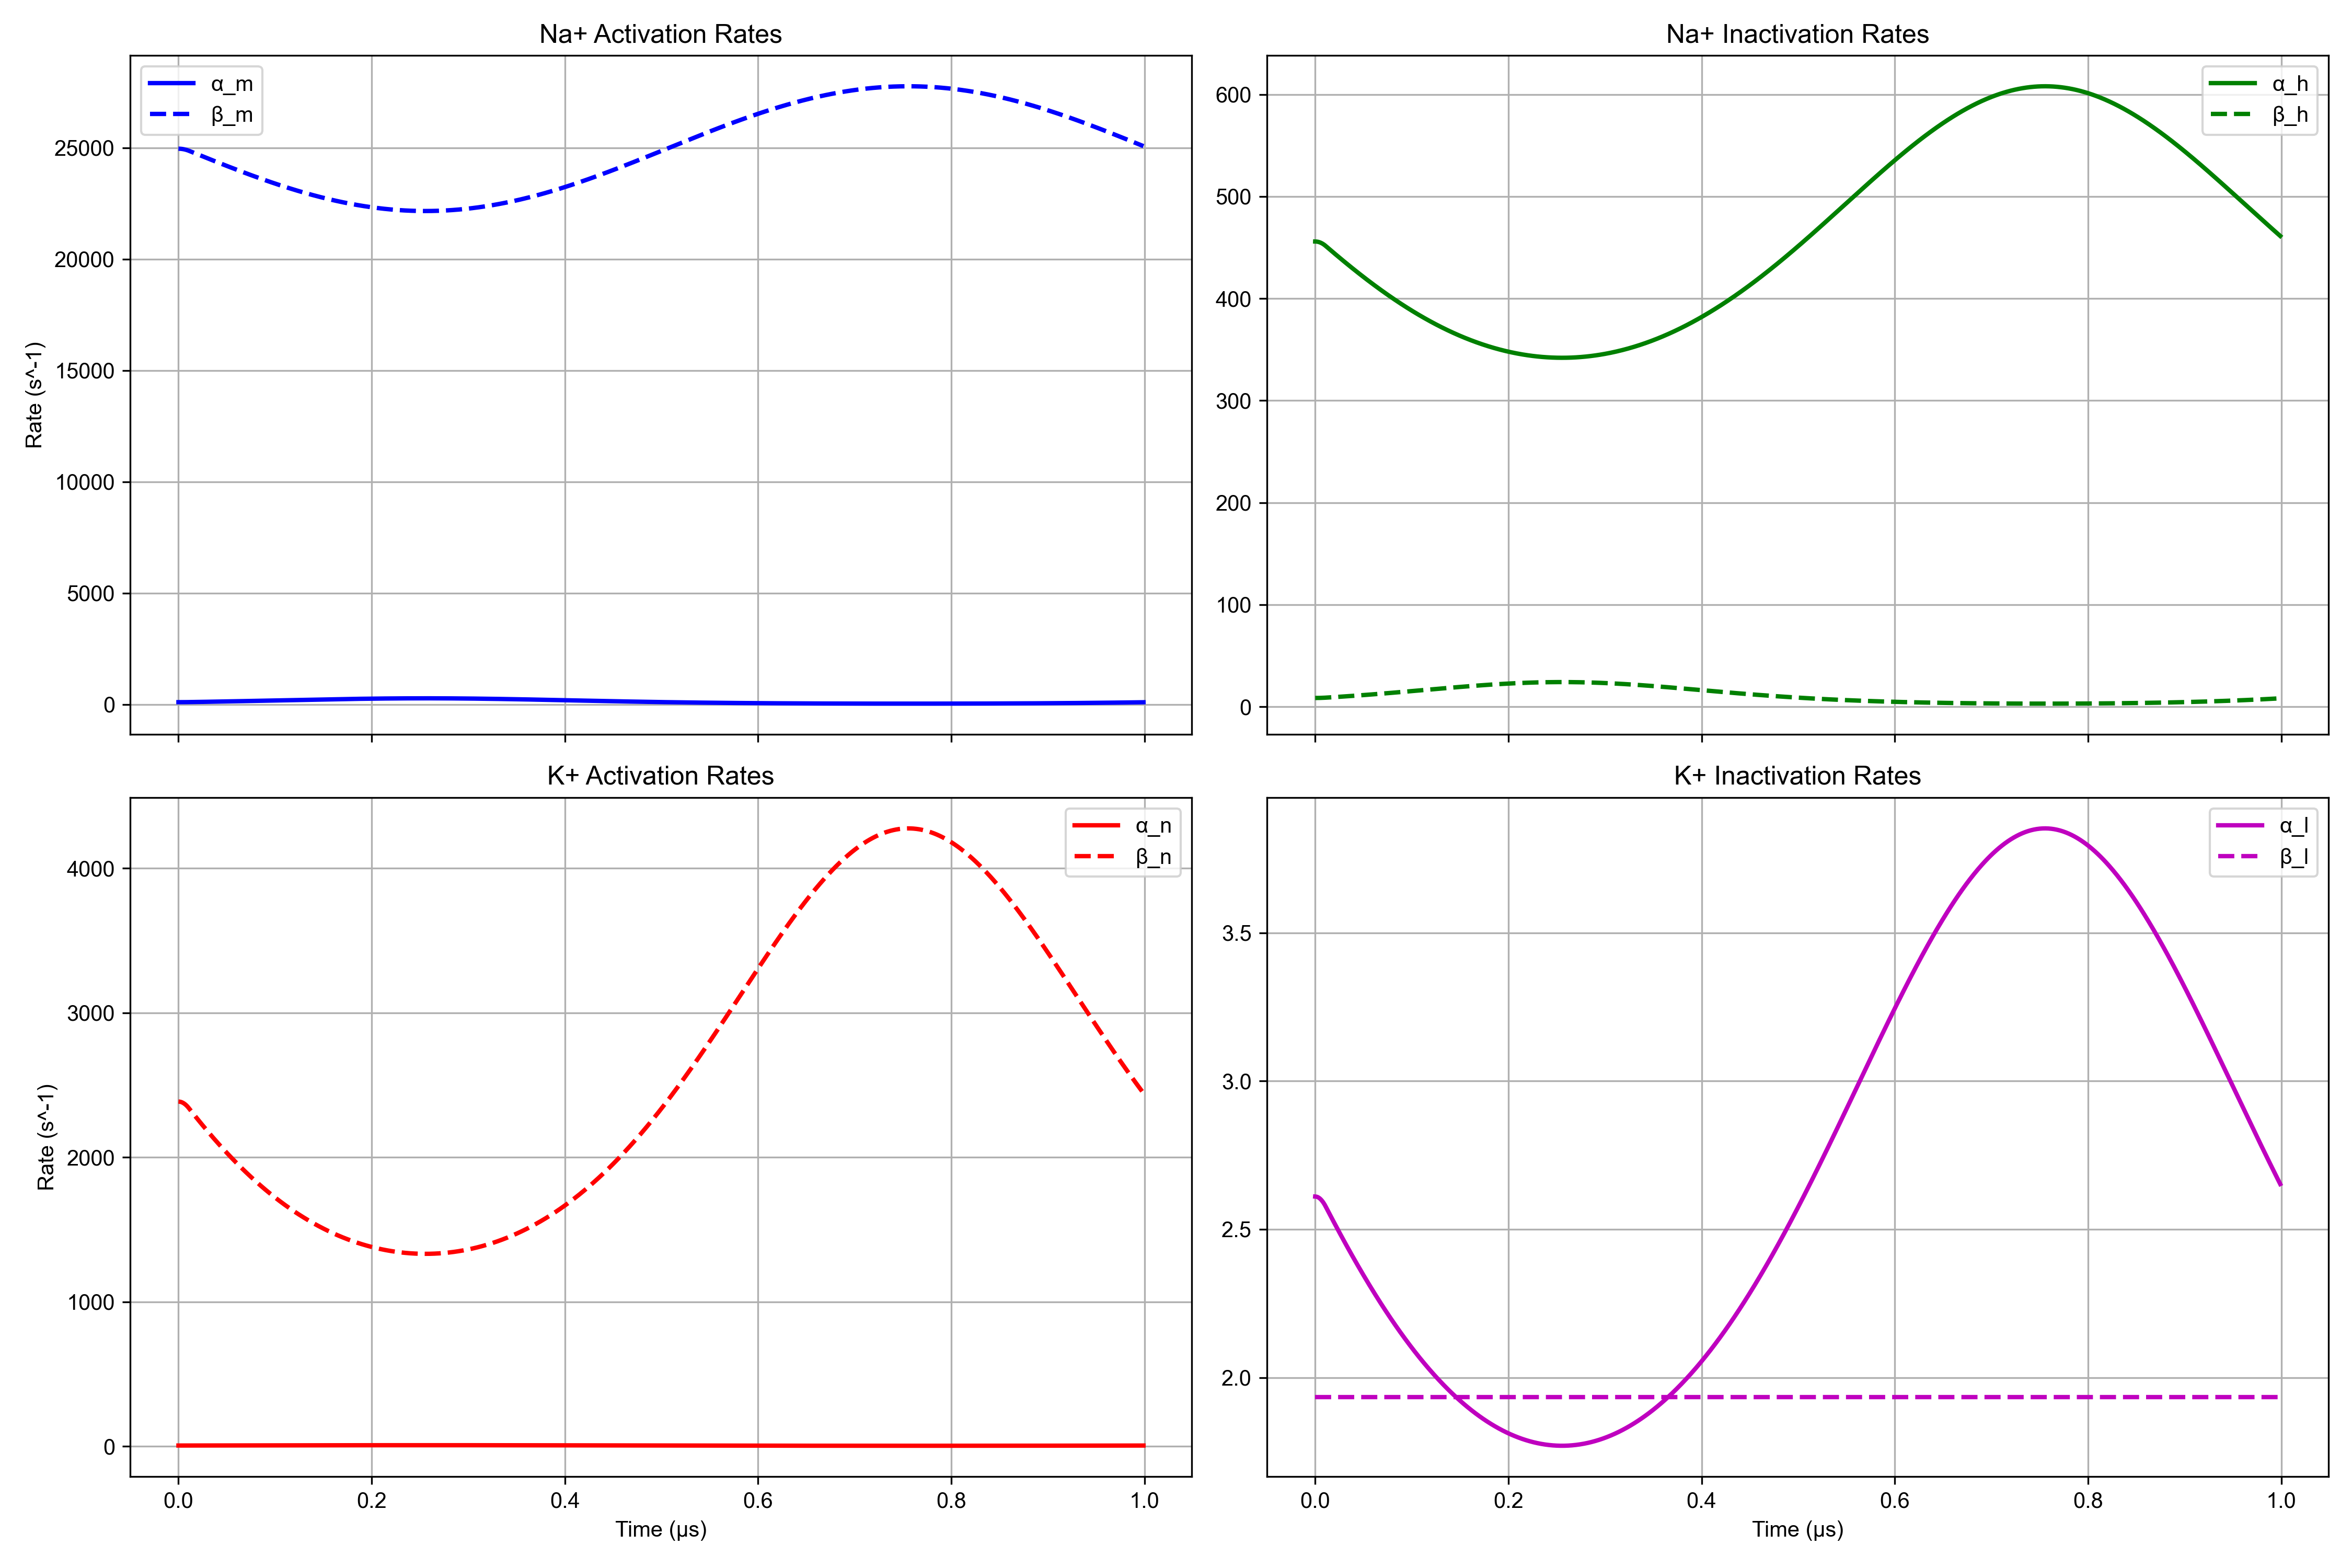 Na+ Activation Rates
α_m
β_m
25000
20000
15000
10000
5000
0
Rate (s^-1)
Na+ Inactivation Rates
α_h
β_h
600
500
400
300
200
100
0
K+ Activation Rates
α_n
β_n
4000
3000
2000
1000
0
Rate (s^-1)
0.0 0.2 0.4 0.6 0.8 1.0
Time (μs)
K+ Inactivation Rates
α_l
β_l
3.5
3.0
2.5
2.0
0.0 0.2 0.4 0.6 0.8 1.0
Time (μs)